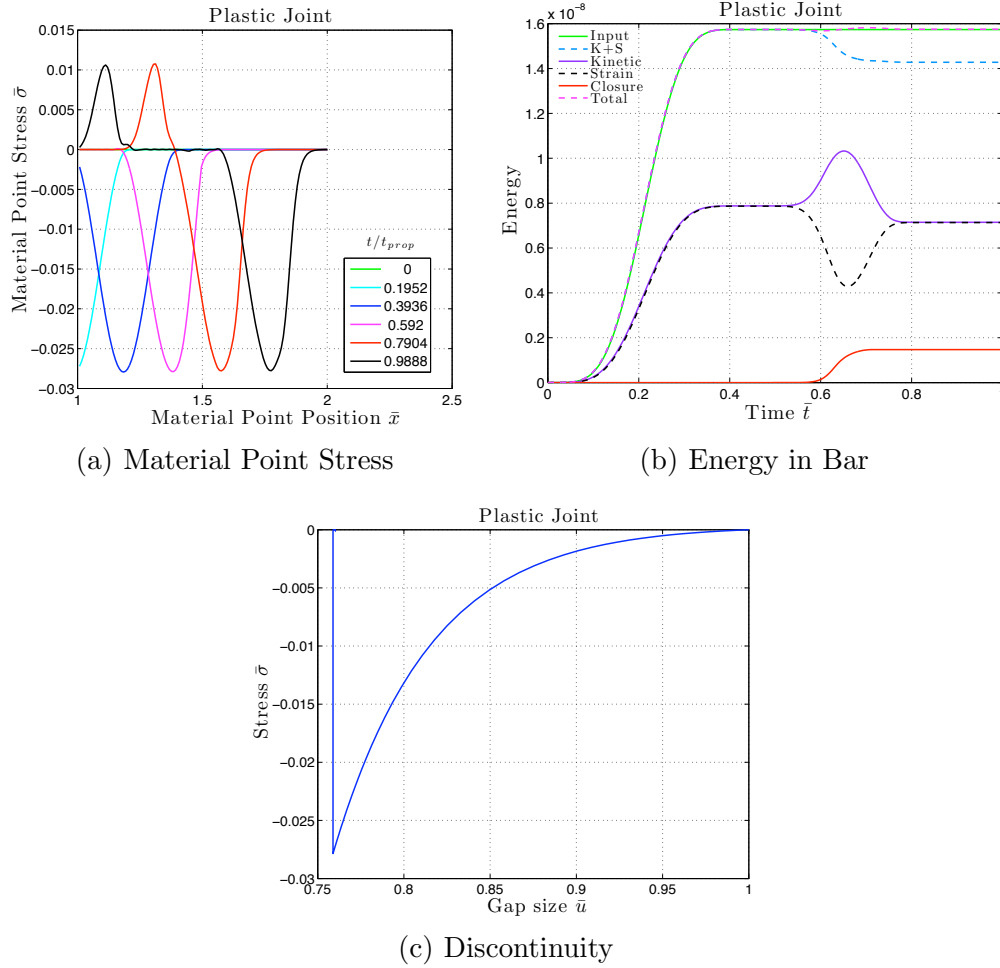 Plastic Joint
0.015
0.01
0.005
0
−0.005
−0.01
−0.015
−0.02
−0.025
−0.03
Material Point Stress σ̄
t/t_prop
0
0.1952
0.3936
0.592
0.7904
0.9888
1 1.5 2 2.5
Material Point Position x̄
(a) Material Point Stress
Plastic Joint
x 10⁻⁸
1.6
1.4
1.2
1
0.8
0.6
0.4
0.2
0
Energy
Input
K+S
Kinetic
Strain
Closure
Total
0 0.2 0.4 0.6 0.8
Time t̄
(b) Energy in Bar
Plastic Joint
0
−0.005
−0.01
−0.015
−0.02
−0.025
−0.03
Stress σ̄
0.75 0.8 0.85 0.9 0.95 1
Gap size ū
(c) Discontinuity